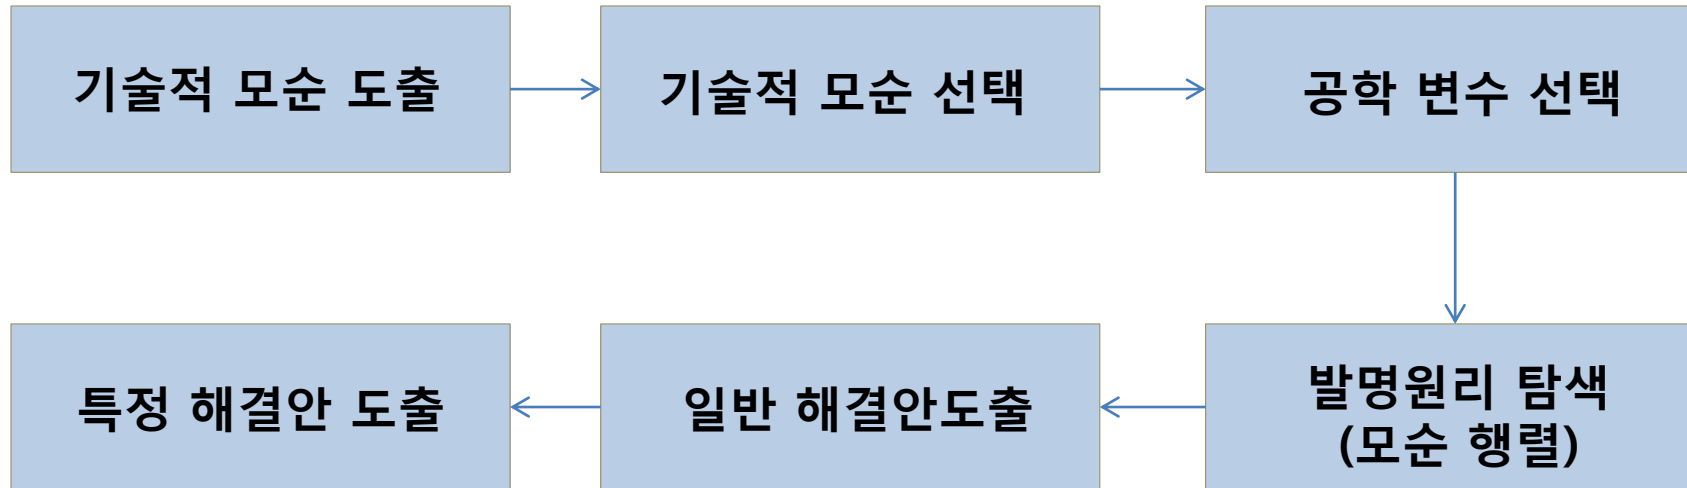 기술적 모순 도출
기술적 모순 선택
공학 변수 선택
발명원리 탐색
(모순 행렬)
일반 해결안도출
특정 해결안 도출